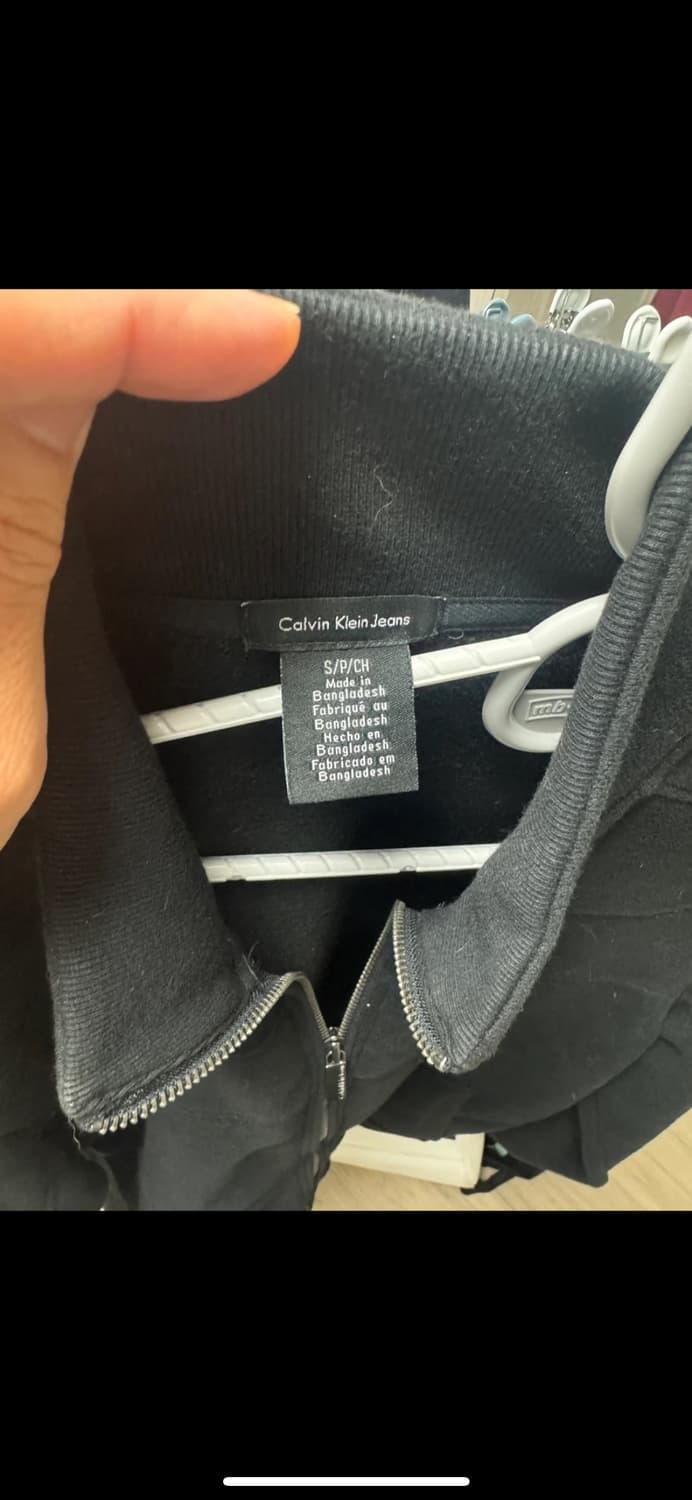 Calvin Klein Jeans
S/P/CH
Made in
Bangladesh
Fabriqué au
Bangladesh
Hecho en
Bangladesh
Fabricado em
Bangladesh